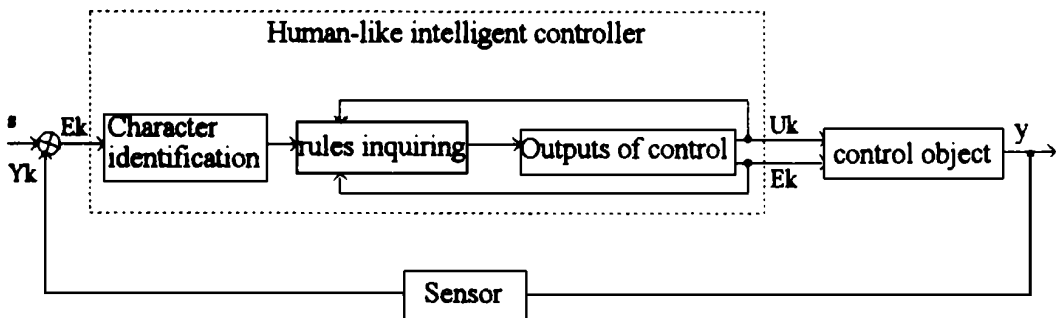 Human-like intelligent controller
s
Ek
Yk
Character
identification
rules inquiring
Outputs of control
Uk
Ek
control object
y
Sensor